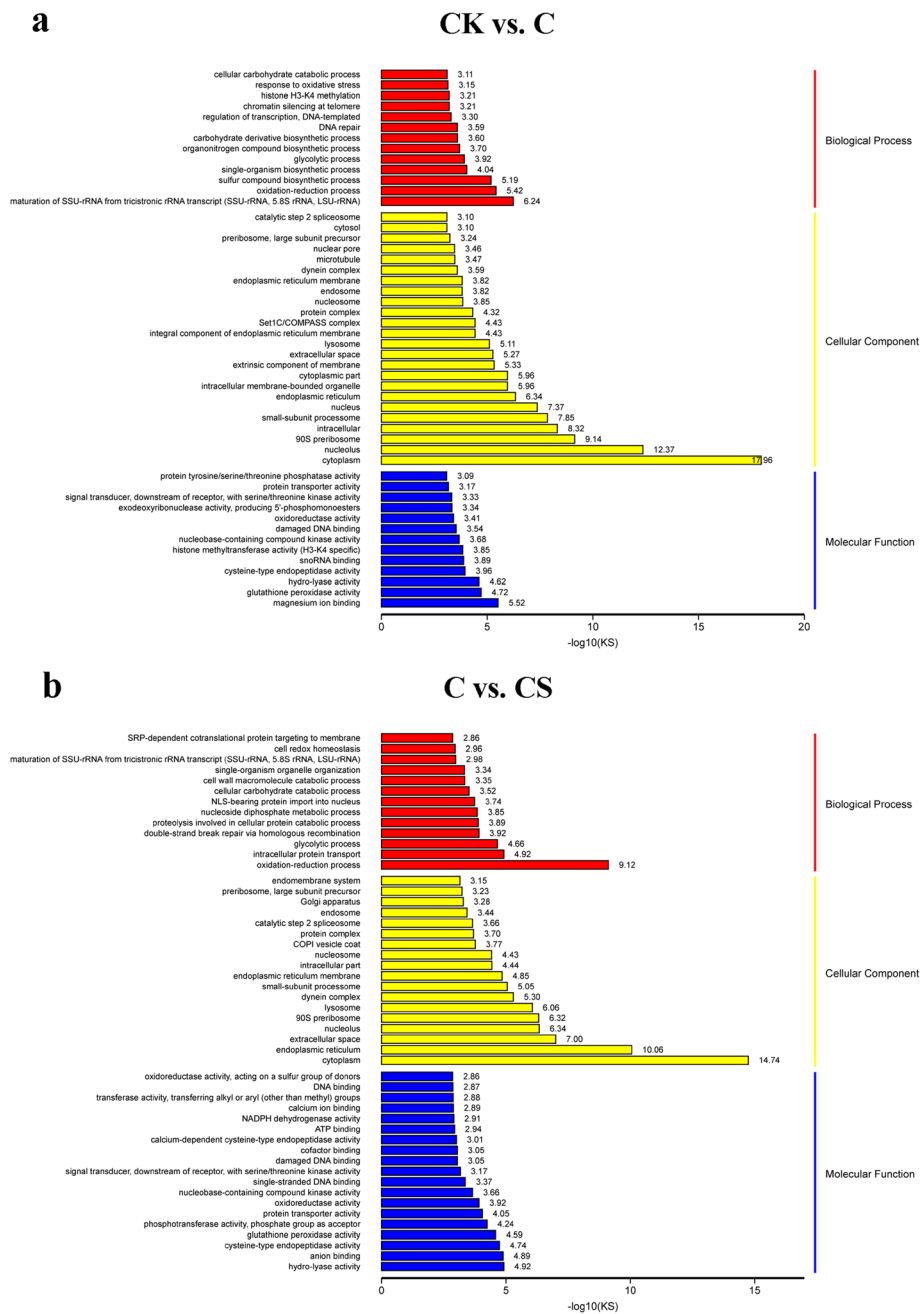 a
CK vs. C
cellular carbohydrate catabolic process 3.11
response to oxidative stress 3.15
histone H3-K4 methylation 3.21
chromatin silencing at telomere 3.21
regulation of transcription, DNA-templated 3.30
DNA repair 3.59
carbohydrate derivative biosynthetic process 3.60
organonitrogen compound biosynthetic process 3.70
glycolytic process 3.92
single-organism biosynthetic process 4.04
sulfur compound biosynthetic process 5.19
oxidation-reduction process 5.42
maturation of SSU-rRNA from tricistronic rRNA transcript (SSU-rRNA, 5.8S rRNA, LSU-rRNA) 6.24
Biological Process
catalytic step 2 spliceosome 3.10
cytosol 3.10
preribosome, large subunit precursor 3.24
nuclear pore 3.46
microtubule 3.47
dynein complex 3.59
endoplasmic reticulum membrane 3.82
endosome 3.82
nucleosome 3.85
protein complex 4.32
Set1C/COMPASS complex 4.43
integral component of endoplasmic reticulum membrane 4.43
lysosome 5.11
extracellular space 5.27
extrinsic component of membrane 5.33
cytoplasmic part 5.96
intracellular membrane-bounded organelle 5.96
endoplasmic reticulum 6.34
nucleus 7.37
small-subunit processome 7.85
intracellular 8.32
90S preribosome 9.14
nucleolus 12.37
cytoplasm 17.96
Cellular Component
protein tyrosine/serine/threonine phosphatase activity 3.09
protein transporter activity 3.17
signal transducer, downstream of receptor, with serine/threonine kinase activity 3.33
exodeoxyribonuclease activity, producing 5'-phosphomonoesters 3.34
oxidoreductase activity 3.41
damaged DNA binding 3.54
nucleobase-containing compound kinase activity 3.68
histone methyltransferase activity (H3-K4 specific) 3.85
snoRNA binding 3.89
cysteine-type endopeptidase activity 3.96
hydro-lyase activity 4.62
glutathione peroxidase activity 4.72
magnesium ion binding 5.52
Molecular Function
0 5 10 15 20
-log10(KS)
b
C vs. CS
SRP-dependent cotranslational protein targeting to membrane 2.86
cell redox homeostasis 2.96
maturation of SSU-rRNA from tricistronic rRNA transcript (SSU-rRNA, 5.8S rRNA, LSU-rRNA) 2.98
single-organism organelle organization 3.34
cell wall macromolecule catabolic process 3.35
cellular carbohydrate catabolic process 3.52
NLS-bearing protein import into nucleus 3.74
nucleoside diphosphate metabolic process 3.85
proteolysis involved in cellular protein catabolic process 3.89
double-strand break repair via homologous recombination 3.92
glycolytic process 4.66
intracellular protein transport 4.92
oxidation-reduction process 9.12
Biological Process
endomembrane system 3.15
preribosome, large subunit precursor 3.23
Golgi apparatus 3.28
endosome 3.44
catalytic step 2 spliceosome 3.66
protein complex 3.70
COPI vesicle coat 3.77
nucleosome 4.43
intracellular part 4.44
endoplasmic reticulum membrane 4.85
small-subunit processome 5.05
dynein complex 5.30
lysosome 6.06
90S preribosome 6.32
nucleolus 6.34
extracellular space 7.00
endoplasmic reticulum 10.06
cytoplasm 14.74
Cellular Component
oxidoreductase activity, acting on a sulfur group of donors 2.86
DNA binding 2.87
transferase activity, transferring alkyl or aryl (other than methyl) groups 2.88
calcium ion binding 2.89
NADPH dehydrogenase activity 2.91
ATP binding 2.94
calcium-dependent cysteine-type endopeptidase activity 3.01
cofactor binding 3.05
damaged DNA binding 3.05
signal transducer, downstream of receptor, with serine/threonine kinase activity 3.17
single-stranded DNA binding 3.37
nucleobase-containing compound kinase activity 3.66
oxidoreductase activity 3.92
protein transporter activity 4.05
phosphotransferase activity, phosphate group as acceptor 4.24
glutathione peroxidase activity 4.59
cysteine-type endopeptidase activity 4.74
anion binding 4.89
hydro-lyase activity 4.92
Molecular Function
0 5 10 15
-log10(KS)